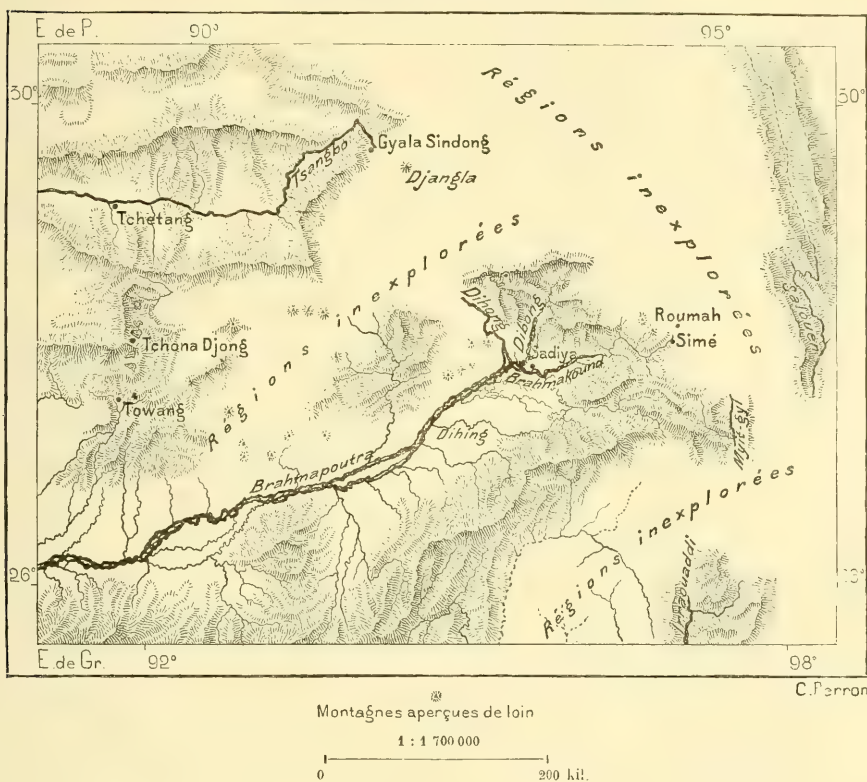 E. de P. 90° 95°
30° 30°
Régions inexplorées
Gyala Sindong
Tsangbo
Djangla
Tchetang
Régions inexplorées
Dihong
Dibong
Roumah
Simé
Sadiya
Tchona Djong
Brahmakound
Towang
Dihing
Brahmapoutra
Régions inexplorées
Irraouaddi
26°
E. de Gr. 92° 98°
C. Perron
Montagnes aperçues de loin
1 : 1 700 000
0 200 kil.